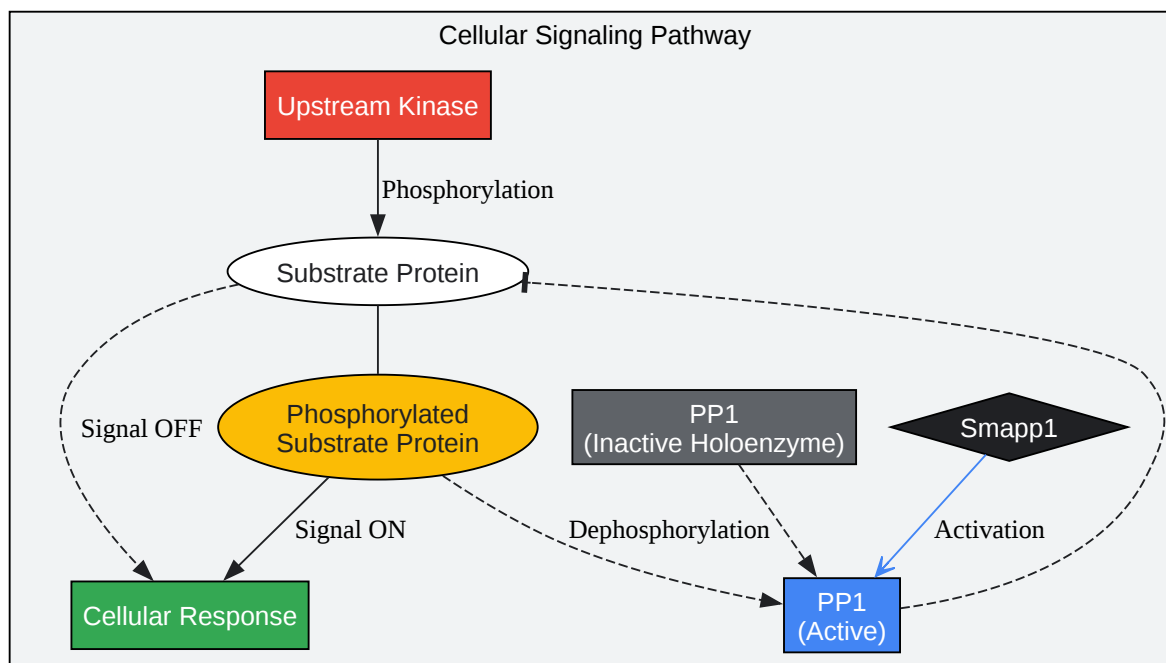 Cellular Signaling Pathway
Upstream Kinase
Phosphorylation
Substrate Protein
Signal OFF
Phosphorylated
Substrate Protein
PP1
(Inactive Holoenzyme)
Smapp1
Signal ON
Dephosphorylation
Activation
Cellular Response
PP1
(Active)